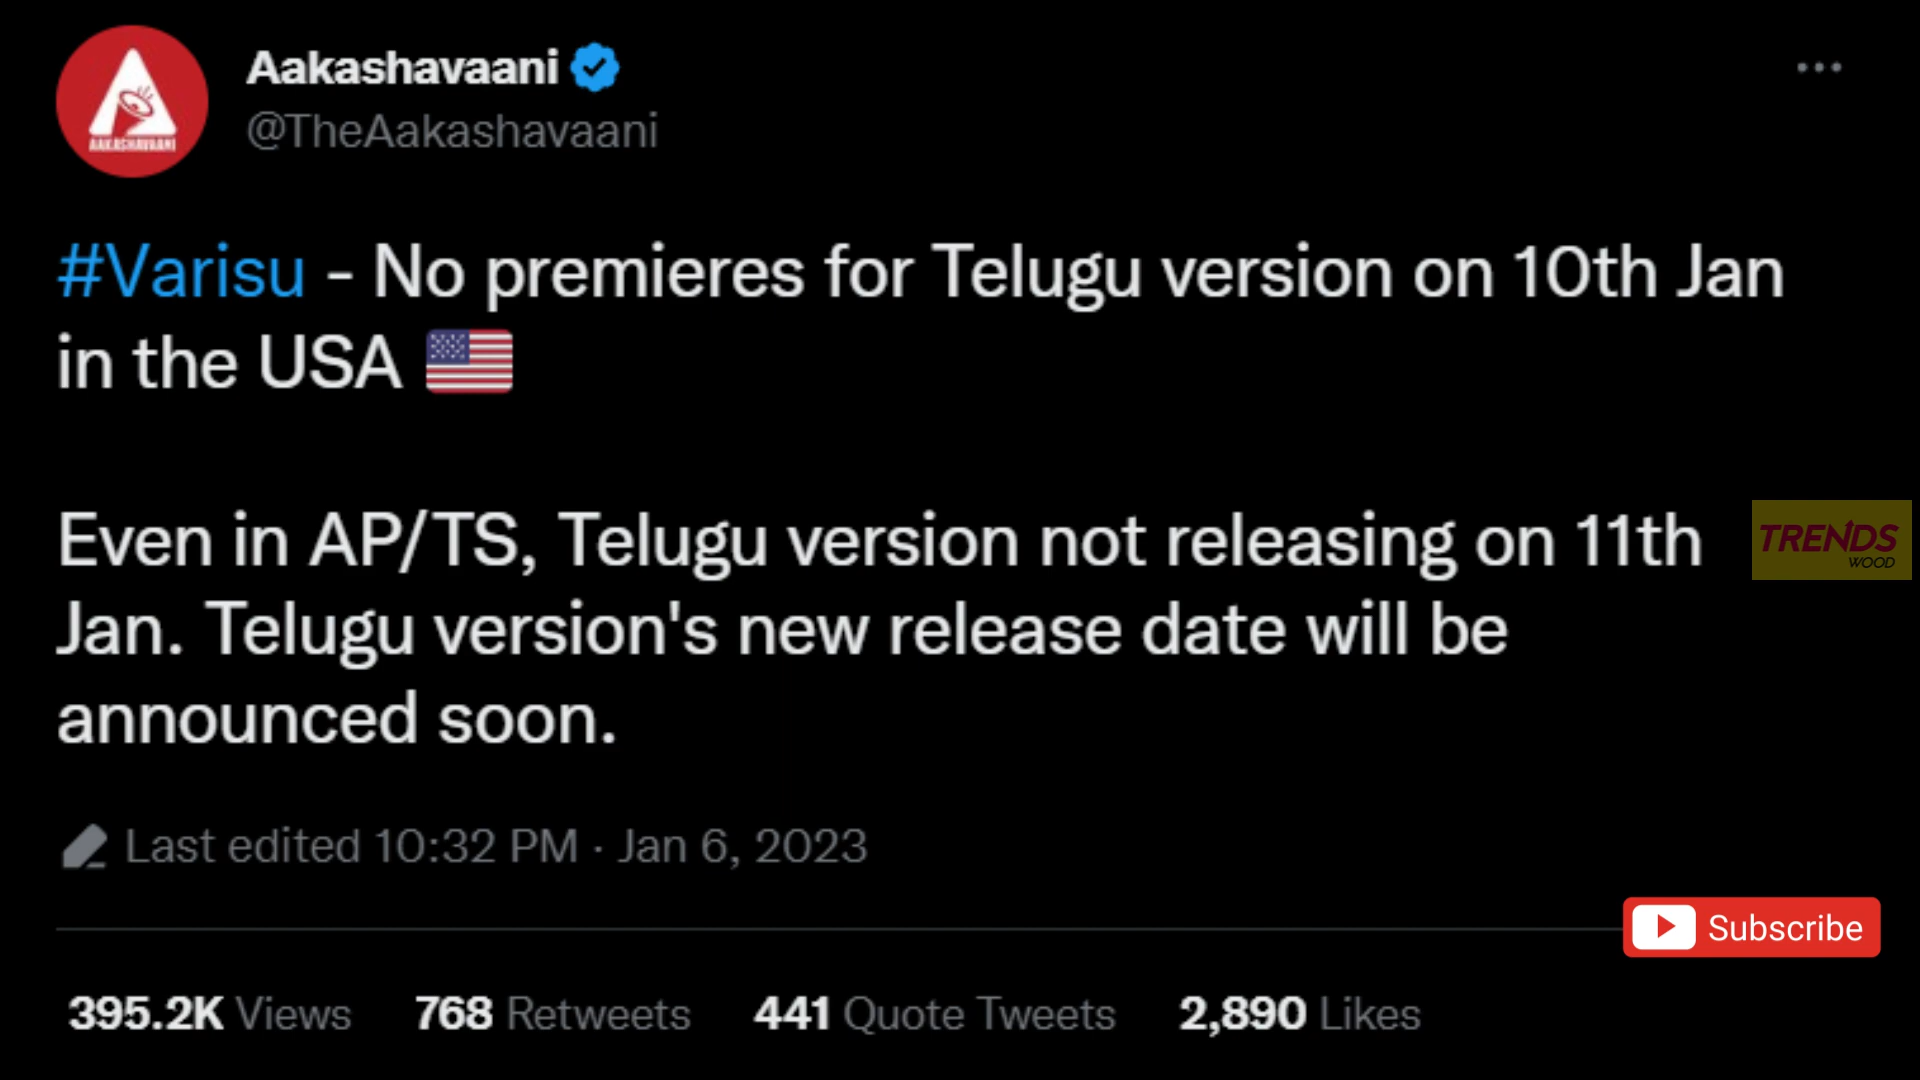 Aakashavaani
@TheAakashavaani
AAKASHAVAANI
#Varisu - No premieres for Telugu version on 10th Jan
in the USA 🇺🇸
Even in AP/TS, Telugu version not releasing on 11th
Jan. Telugu version's new release date will be
announced soon.
TRENDS
WOOD
Last edited 10:32 PM · Jan 6, 2023
Subscribe
395.2K Views 768 Retweets 441 Quote Tweets 2,890 Likes